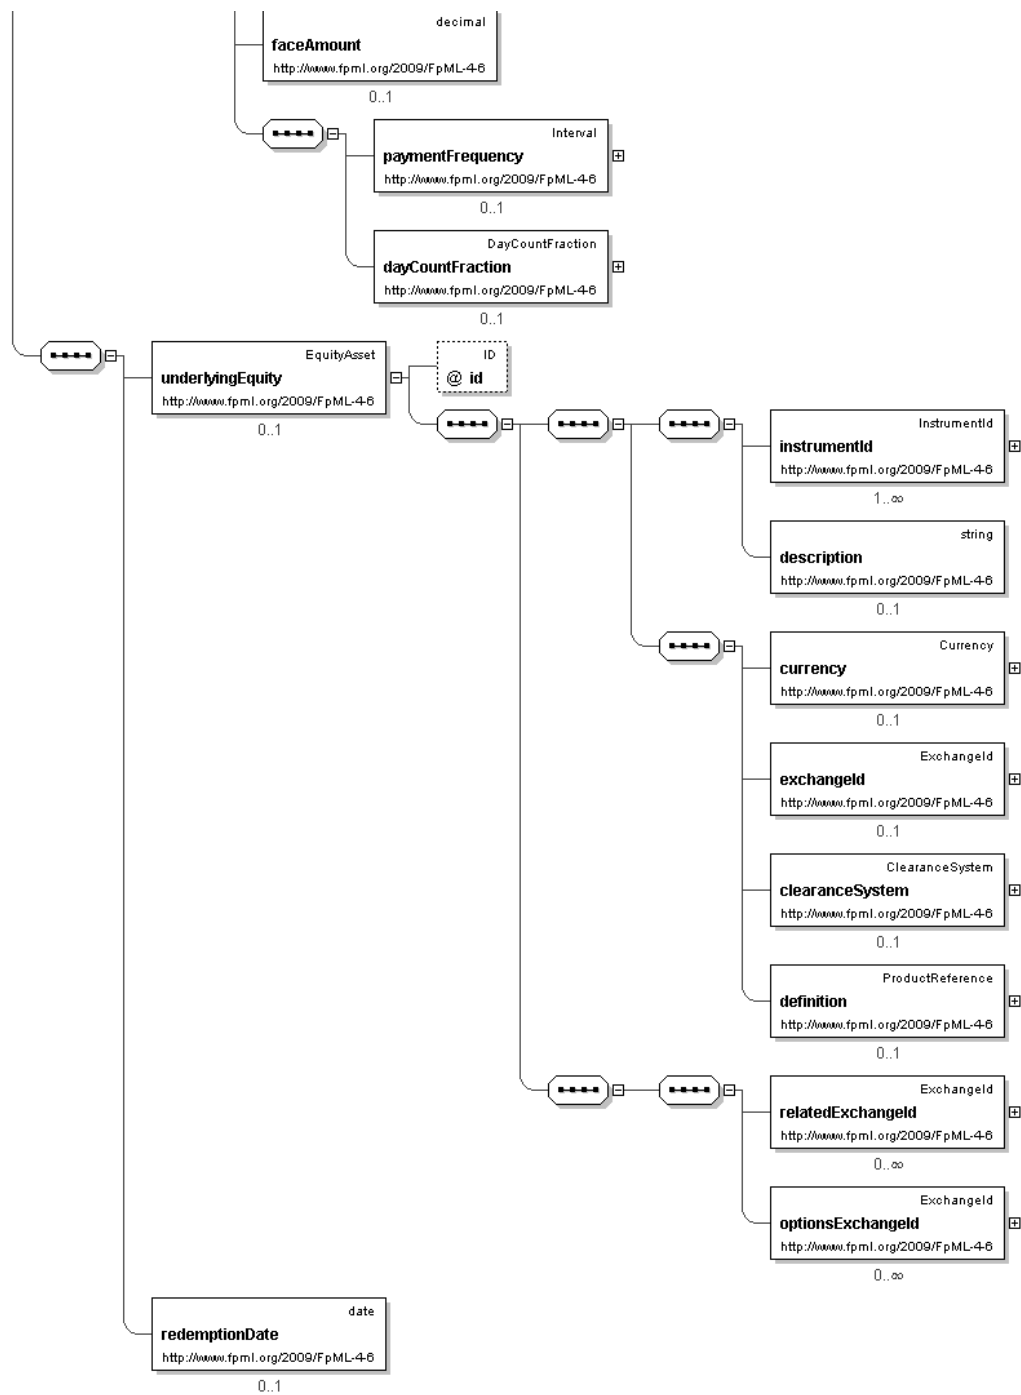 decimal
faceAmount
http://www.fpml.org/2009/FpML-4-6
0..1
Interval
paymentFrequency
http://www.fpml.org/2009/FpML-4-6
0..1
DayCountFraction
dayCountFraction
http://www.fpml.org/2009/FpML-4-6
0..1
EquityAsset
underlyingEquity
http://www.fpml.org/2009/FpML-4-6
0..1
ID
@ id
InstrumentId
instrumentId
http://www.fpml.org/2009/FpML-4-6
1..∞
string
description
http://www.fpml.org/2009/FpML-4-6
0..1
Currency
currency
http://www.fpml.org/2009/FpML-4-6
0..1
ExchangeId
exchangeId
http://www.fpml.org/2009/FpML-4-6
0..1
ClearanceSystem
clearanceSystem
http://www.fpml.org/2009/FpML-4-6
0..1
ProductReference
definition
http://www.fpml.org/2009/FpML-4-6
0..1
ExchangeId
relatedExchangeId
http://www.fpml.org/2009/FpML-4-6
0..∞
ExchangeId
optionsExchangeId
http://www.fpml.org/2009/FpML-4-6
0..∞
date
redemptionDate
http://www.fpml.org/2009/FpML-4-6
0..1